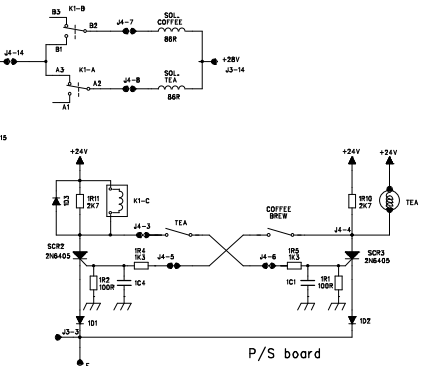 B3
K1-B
B2
J4-7
SOL.
COFFEE
86R
B1
J4-14
+28V
J3-14
A3
K1-A
A2
J4-8
SOL.
TEA
86R
A1
15
+24V
+24V
+24V
1D3
1R11
2K7
K1-C
J4-3
TEA
COFFEE
BREW
J4-4
1R10
2K7
TEA
SCR2
2N6405
1R4
1K3
J4-5
J4-6
1R5
1K3
SCR3
2N6405
1R2
100R
1C4
1C1
1R1
100R
1D1
1D2
J3-3
P/S board